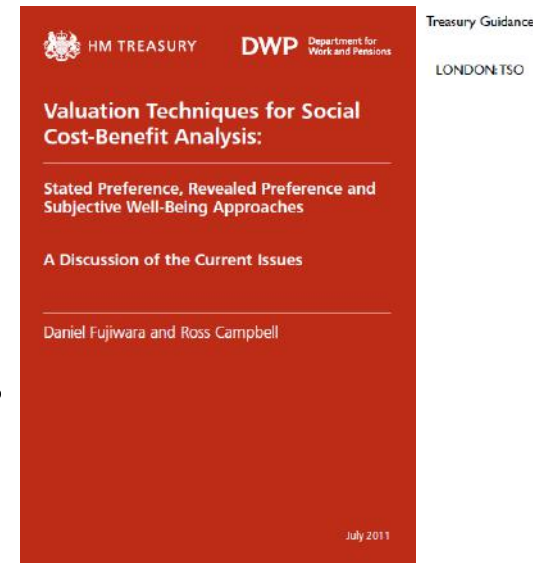 HM TREASURY
DWP Department for
Work and Pensions
Valuation Techniques for Social
Cost-Benefit Analysis:
Stated Preference, Revealed Preference and
Subjective Well-Being Approaches
A Discussion of the Current Issues
Daniel Fujiwara and Ross Campbell
July 2011
Treasury Guidance
LONDON:TSO